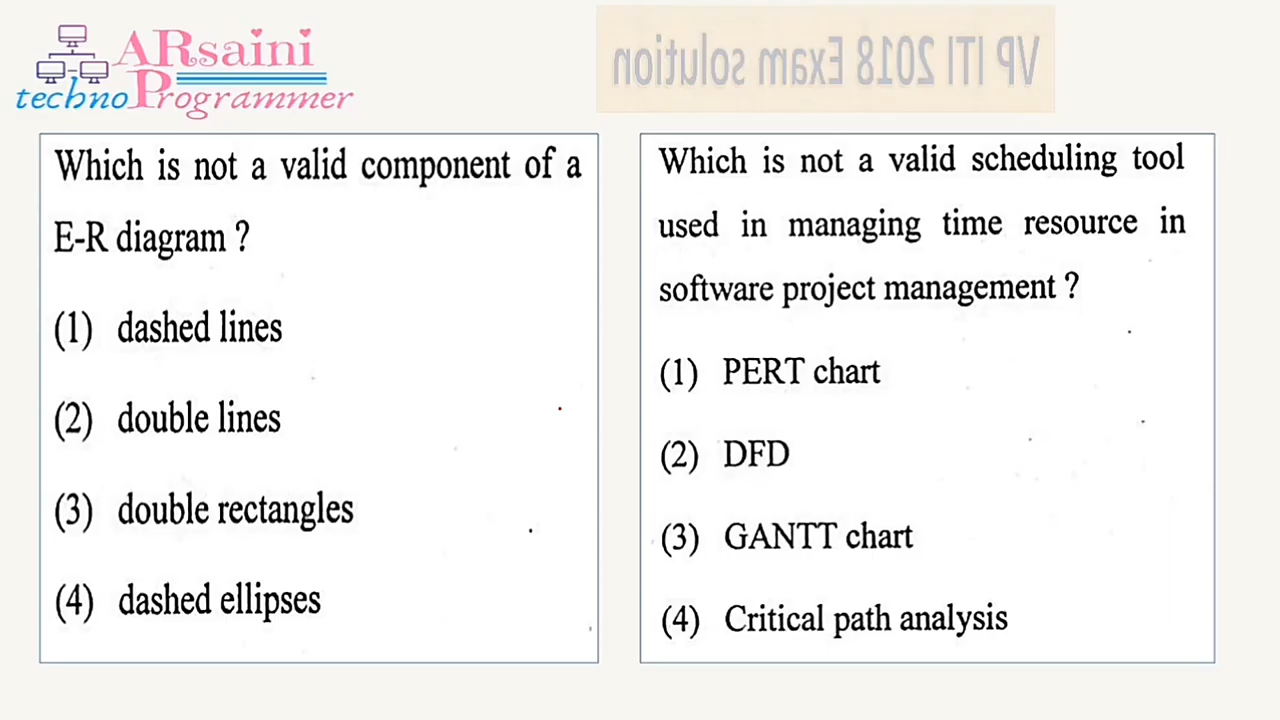 ARsaini
techno Programmer
VP ITI 2018 Exam solution
Which is not a valid component of a
E-R diagram ?
(1) dashed lines
(2) double lines
(3) double rectangles
(4) dashed ellipses
Which is not a valid scheduling tool
used in managing time resource in
software project management ?
(1) PERT chart
(2) DFD
(3) GANTT chart
(4) Critical path analysis